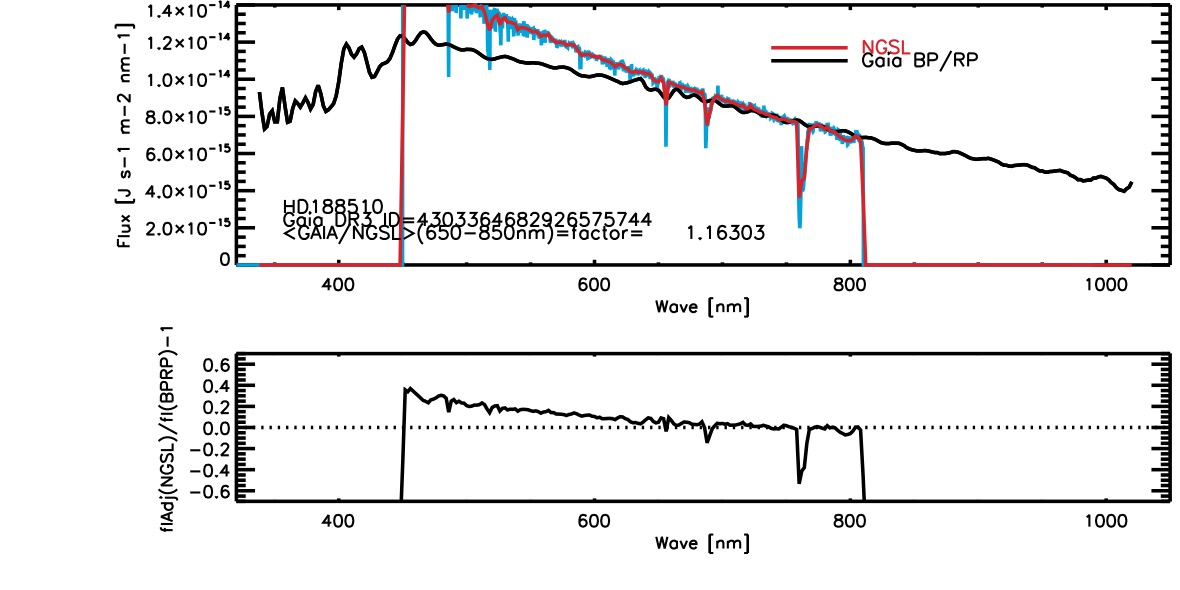 1.4×10−14
1.2×10−14
1.0×10−14
8.0×10−15
6.0×10−15
4.0×10−15
2.0×10−15
0
Flux [J s−1 m−2 nm−1]
NGSL
Gaia BP/RP
HD188510
Gaia DR3 ID=4303364682926575744
<GAIA/NGSL>(650−850nm)=factor= 1.16303
400 600 800 1000
Wave [nm]
flAdj(NGSL)/fl(BPRP)−1
0.6
0.4
0.2
0.0
−0.2
−0.4
−0.6
400 600 800 1000
Wave [nm]